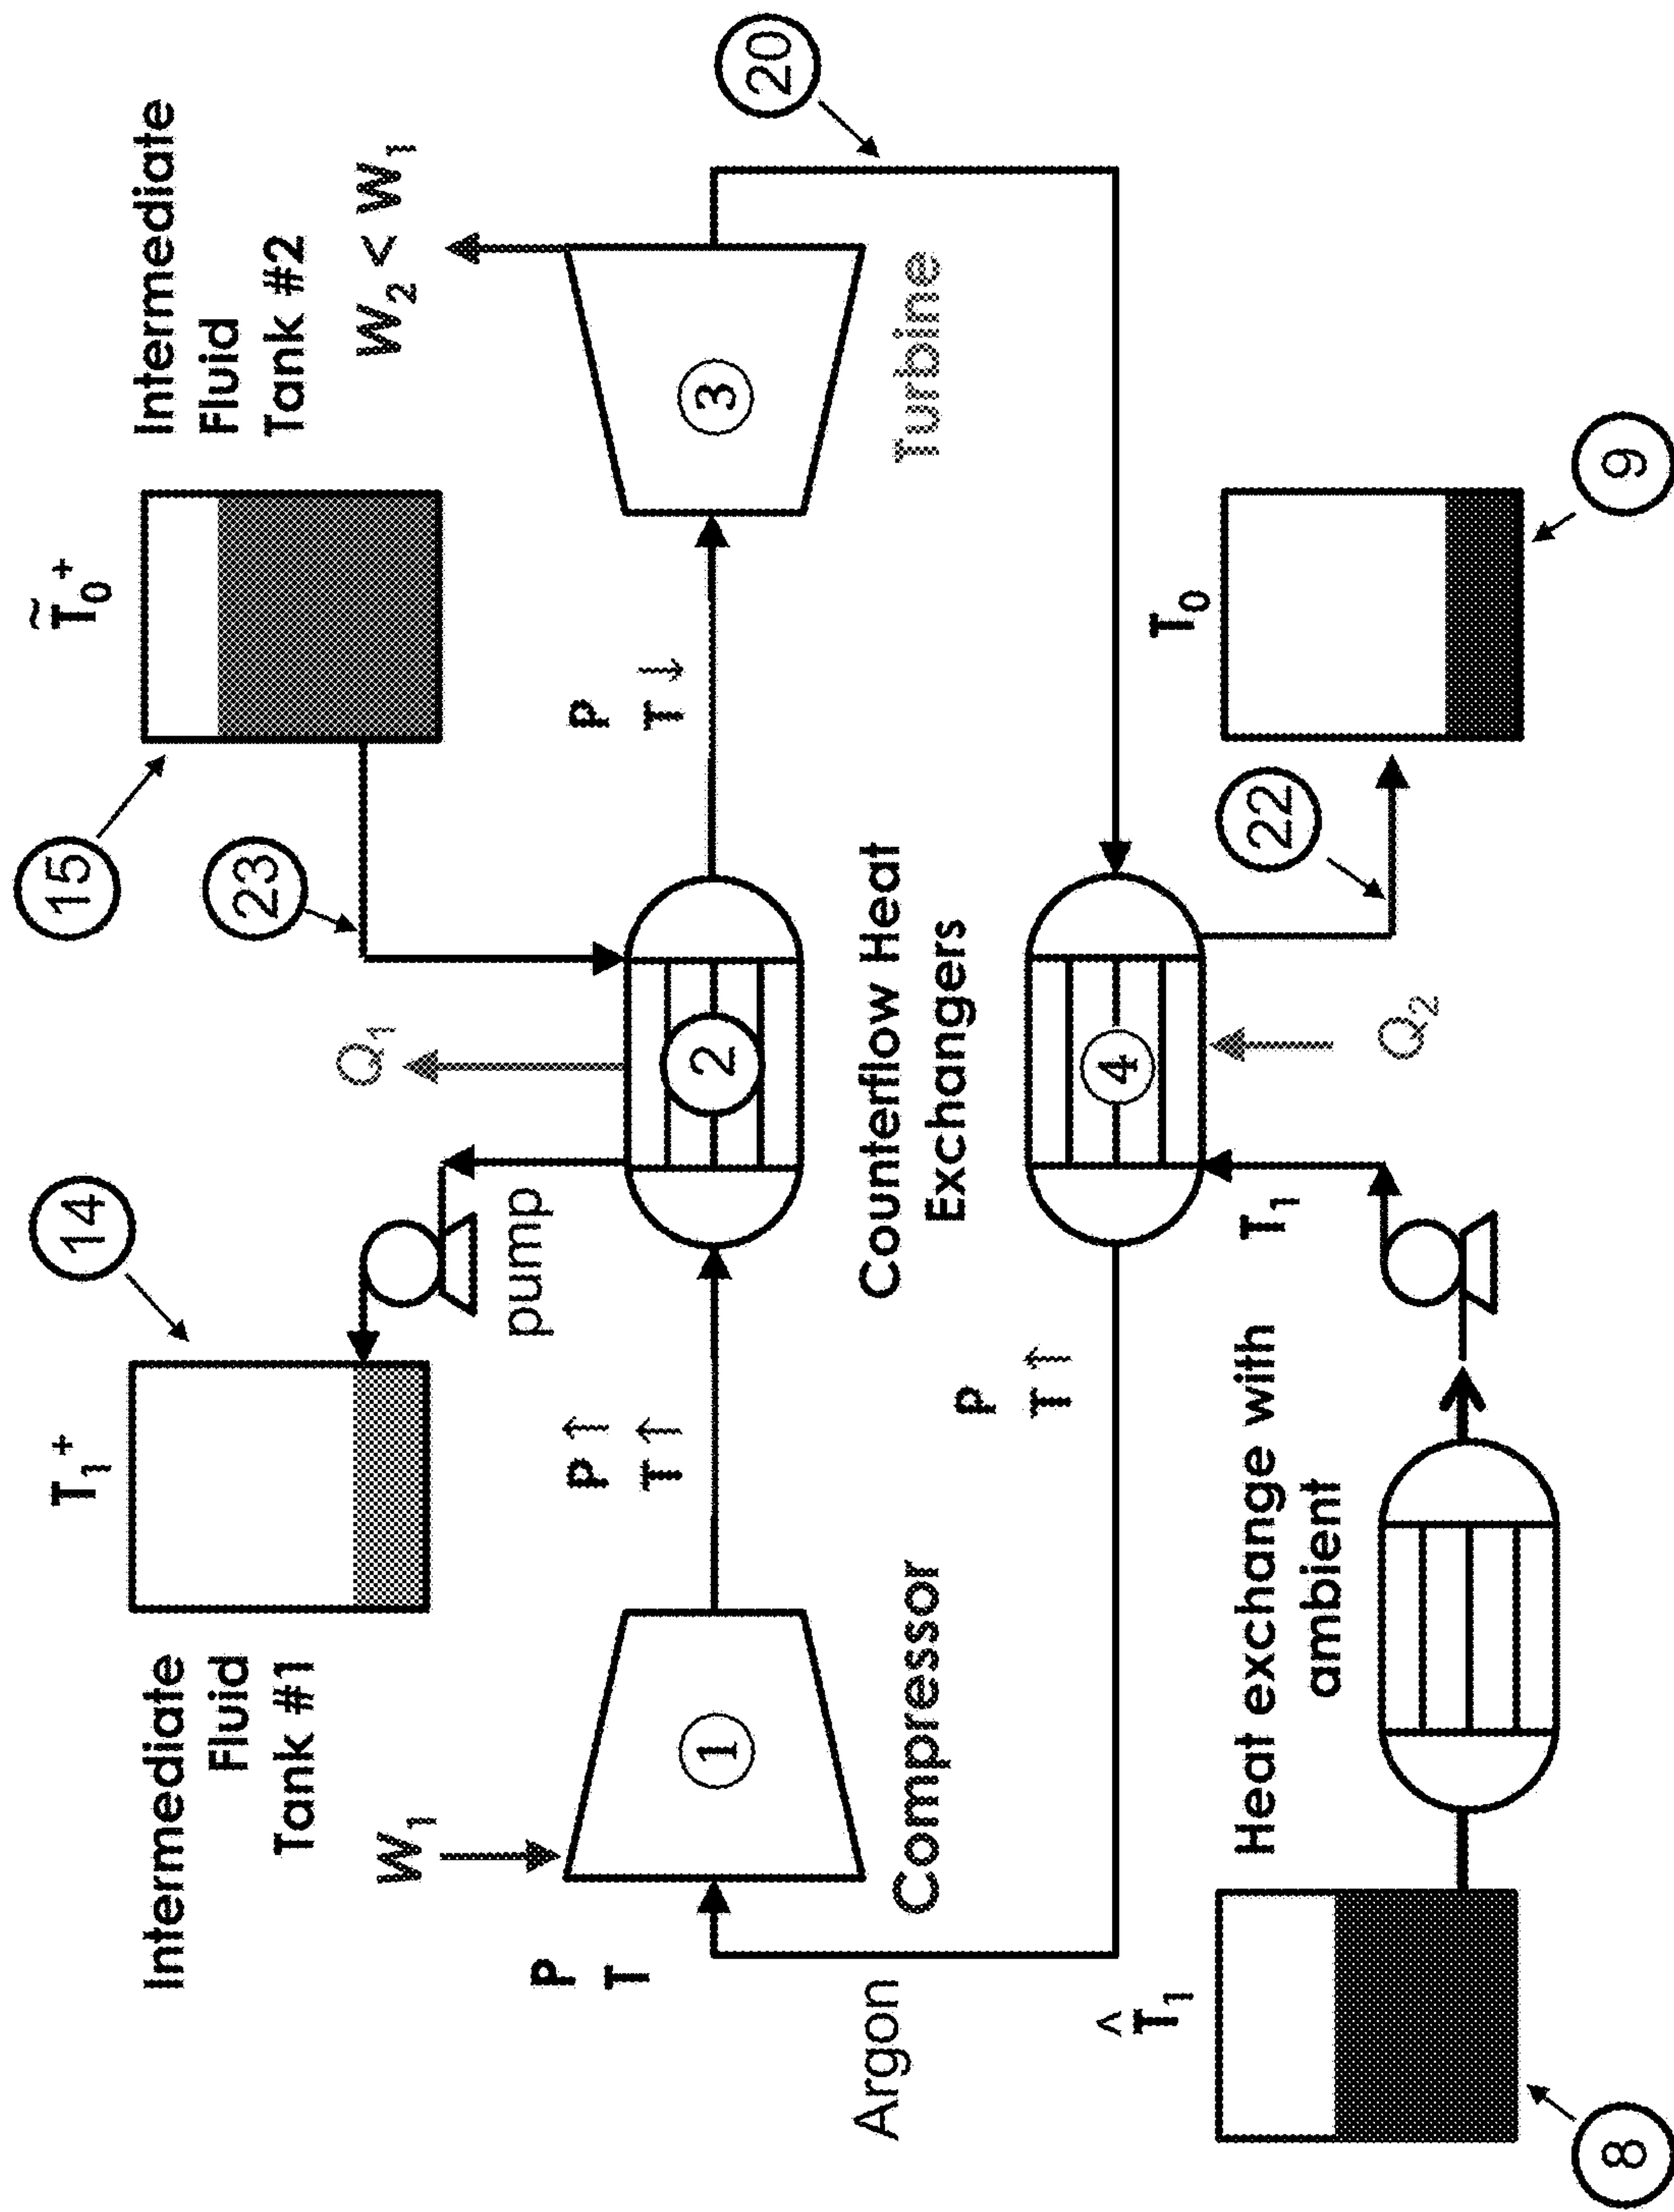 Intermediate
Fluid
Tank #1
T₁⁺
14
15
T̃₀⁺
Intermediate
Fluid
Tank #2
23
W₁
pump
Q₁
W₂ < W₁
P
T
P↑
T↑
P
T↓
1
2
3
20
Argon
Compressor
Counterflow Heat
Exchangers
Turbine
P
T↑
4
T̂₁
Heat exchange with
ambient
T₁
Q₂
22
T₀
8
9